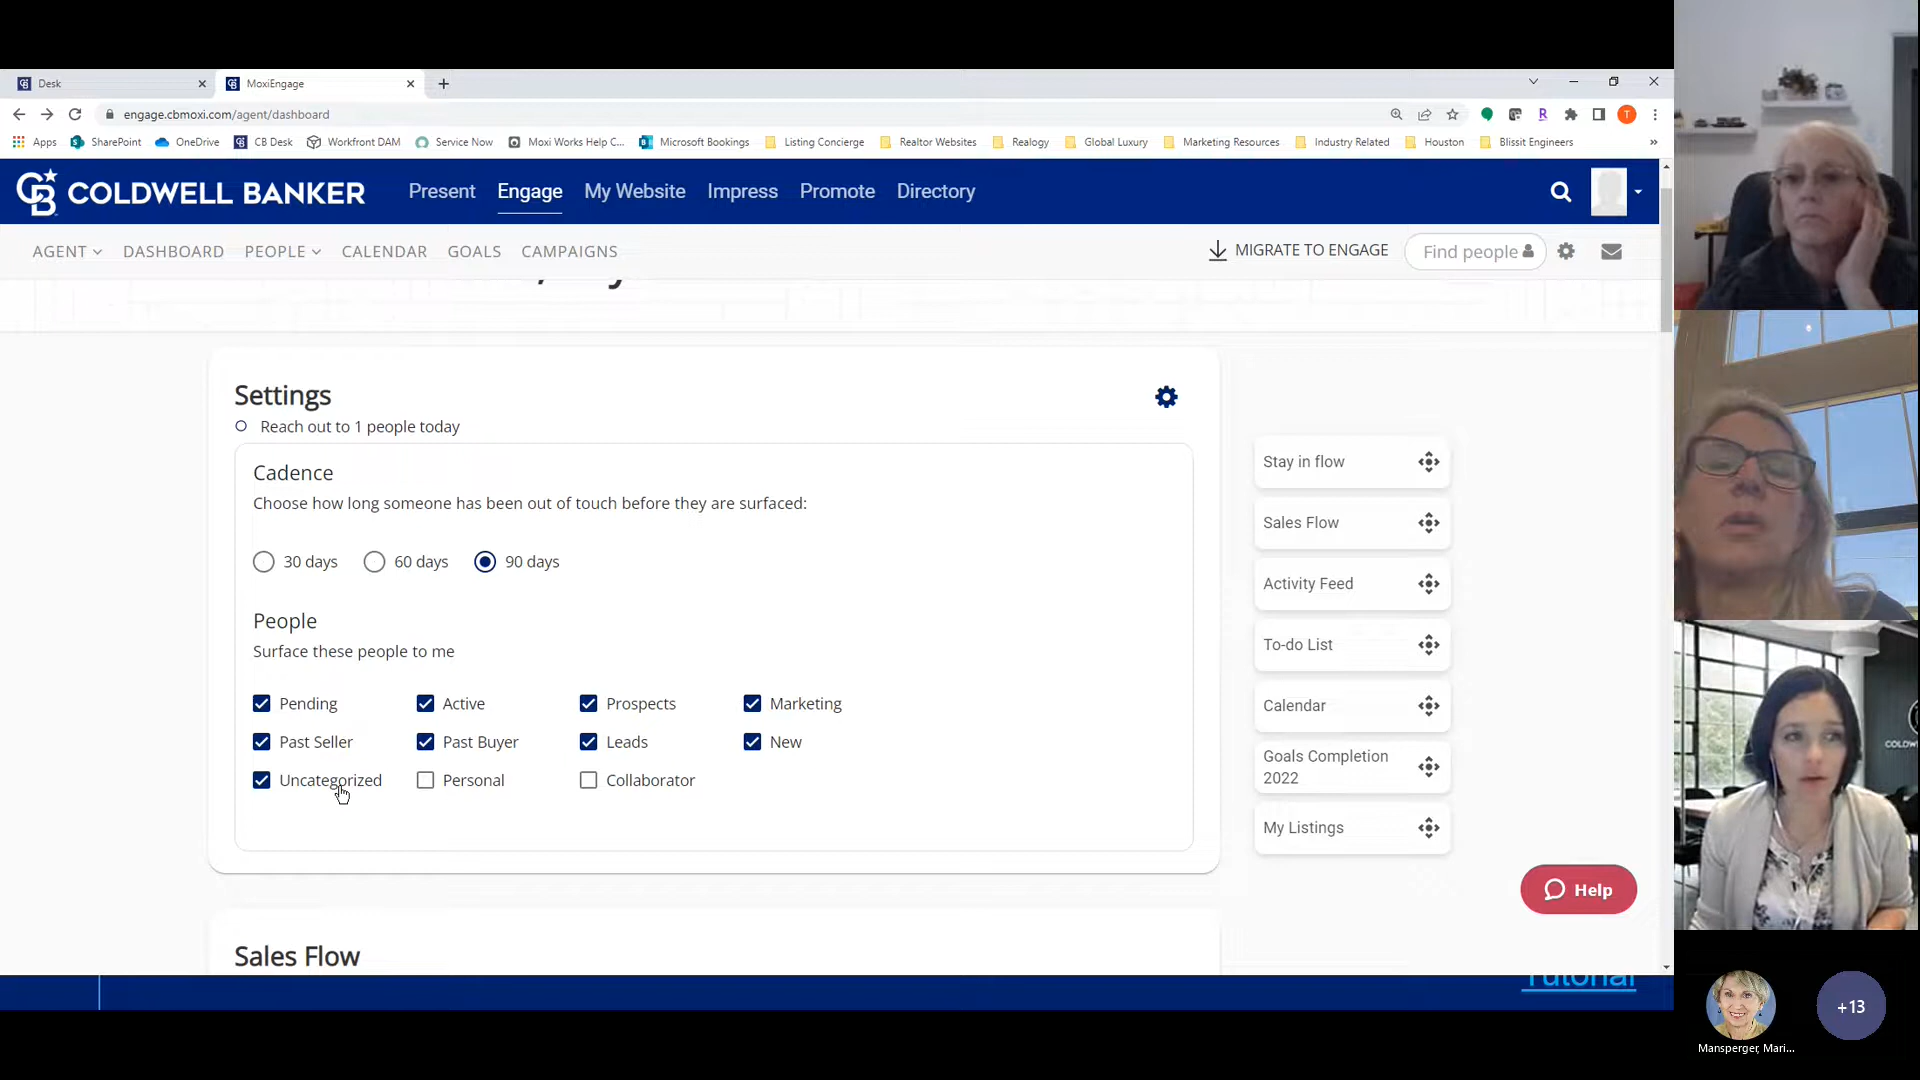 Desk
MoxiEngage
engage.cbmoxi.com/agent/dashboard
T
Apps SharePoint OneDrive CB Desk Workfront DAM Service Now Moxi Works Help C... Microsoft Bookings Listing Concierge Realtor Websites Realogy Global Luxury Marketing Resources Industry Related Houston Blissit Engineers »
COLDWELL BANKER
Present Engage My Website Impress Promote Directory
AGENT DASHBOARD PEOPLE CALENDAR GOALS CAMPAIGNS
MIGRATE TO ENGAGE
Find people
Settings
Reach out to 1 people today
Cadence
Choose how long someone has been out of touch before they are surfaced:
30 days 60 days 90 days
People
Surface these people to me
Pending Active Prospects Marketing
Past Seller Past Buyer Leads New
Uncategorized Personal Collaborator
Sales Flow
Stay in flow
Sales Flow
Activity Feed
To-do List
Calendar
Goals Completion
2022
My Listings
Help
Tutorial
COLDW
Mansperger, Mari...
+13